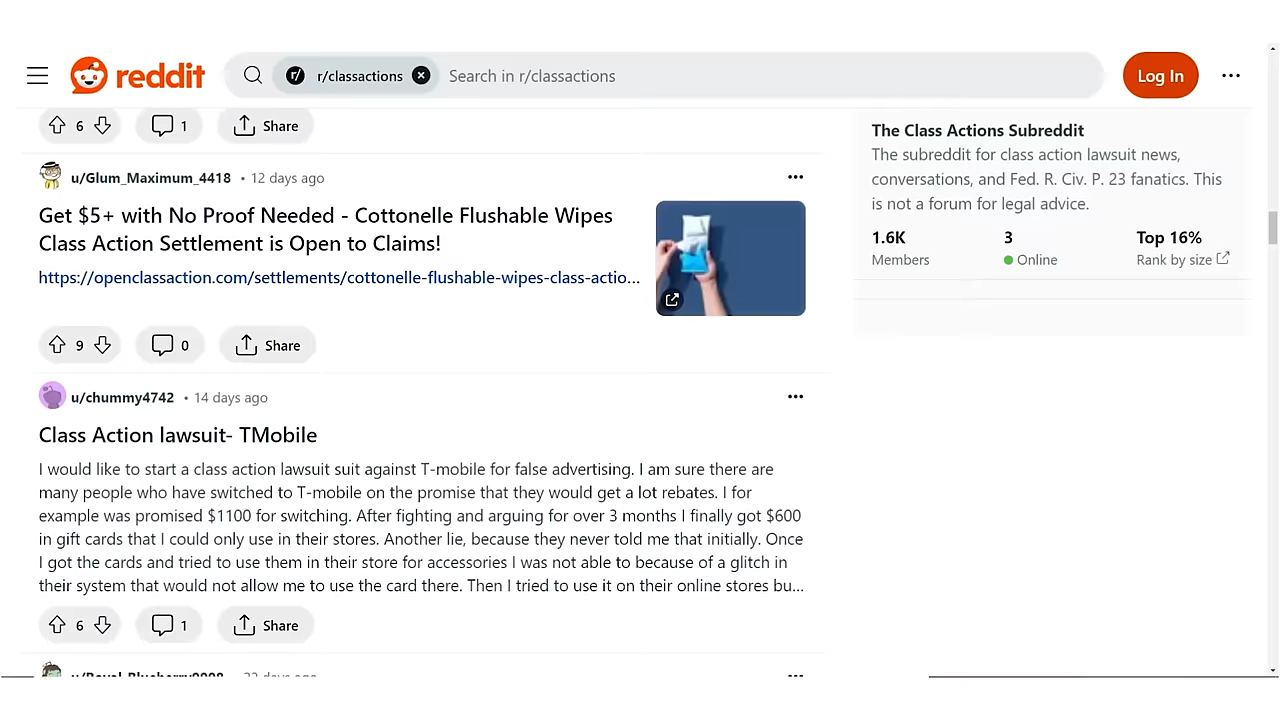 reddit
r/classactions
Search in r/classactions
Log In
6
1
Share
u/Glum_Maximum_4418 • 12 days ago
Get $5+ with No Proof Needed - Cottonelle Flushable Wipes
Class Action Settlement is Open to Claims!
https://openclassaction.com/settlements/cottonelle-flushable-wipes-class-actio...
9
0
Share
u/chummy4742 • 14 days ago
Class Action lawsuit- TMobile
I would like to start a class action lawsuit suit against T-mobile for false advertising. I am sure there are
many people who have switched to T-mobile on the promise that they would get a lot rebates. I for
example was promised $1100 for switching. After fighting and arguing for over 3 months I finally got $600
in gift cards that I could only use in their stores. Another lie, because they never told me that initially. Once
I got the cards and tried to use them in their store for accessories I was not able to because of a glitch in
their system that would not allow me to use the card there. Then I tried to use it on their online stores bu...
6
1
Share
The Class Actions Subreddit
The subreddit for class action lawsuit news,
conversations, and Fed. R. Civ. P. 23 fanatics. This
is not a forum for legal advice.
1.6K
Members
3
Online
Top 16%
Rank by size